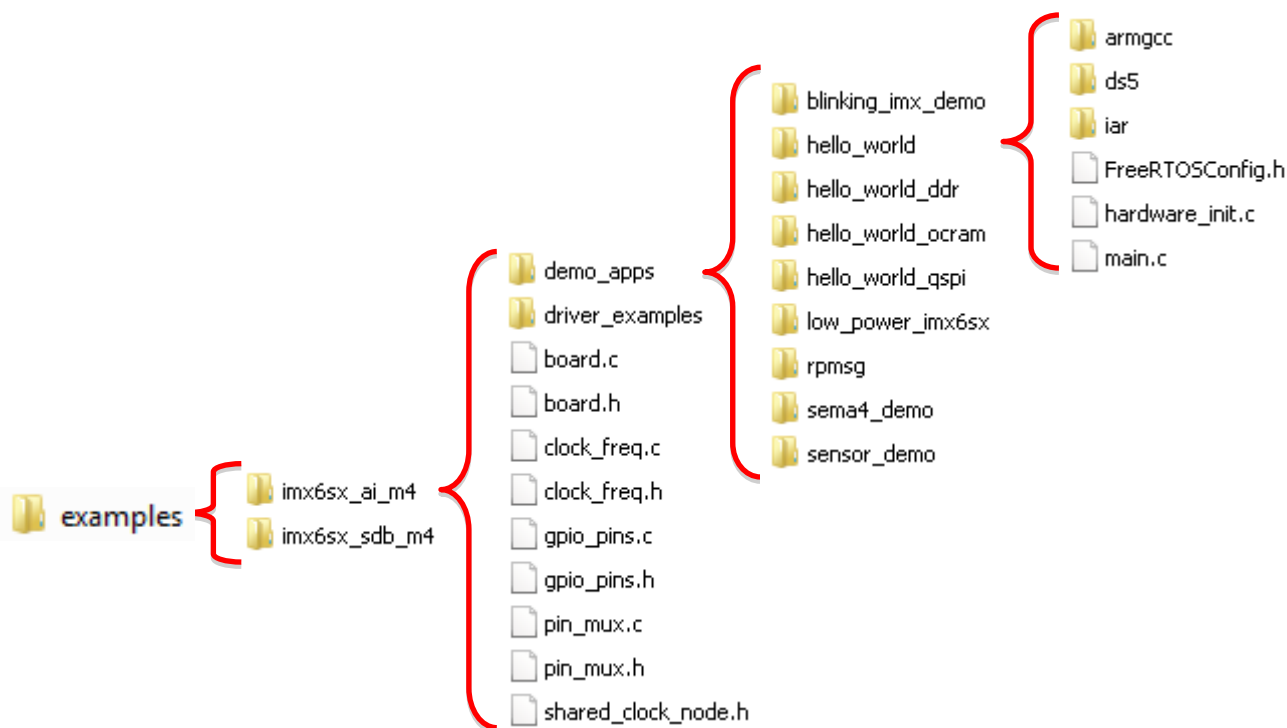 examples
imx6sx_ai_m4
imx6sx_sdb_m4
demo_apps
driver_examples
board.c
board.h
clock_freq.c
clock_freq.h
gpio_pins.c
gpio_pins.h
pin_mux.c
pin_mux.h
shared_clock_node.h
blinking_imx_demo
hello_world
hello_world_ddr
hello_world_ocram
hello_world_qspi
low_power_imx6sx
rpmsg
sema4_demo
sensor_demo
armgcc
ds5
iar
FreeRTOSConfig.h
hardware_init.c
main.c